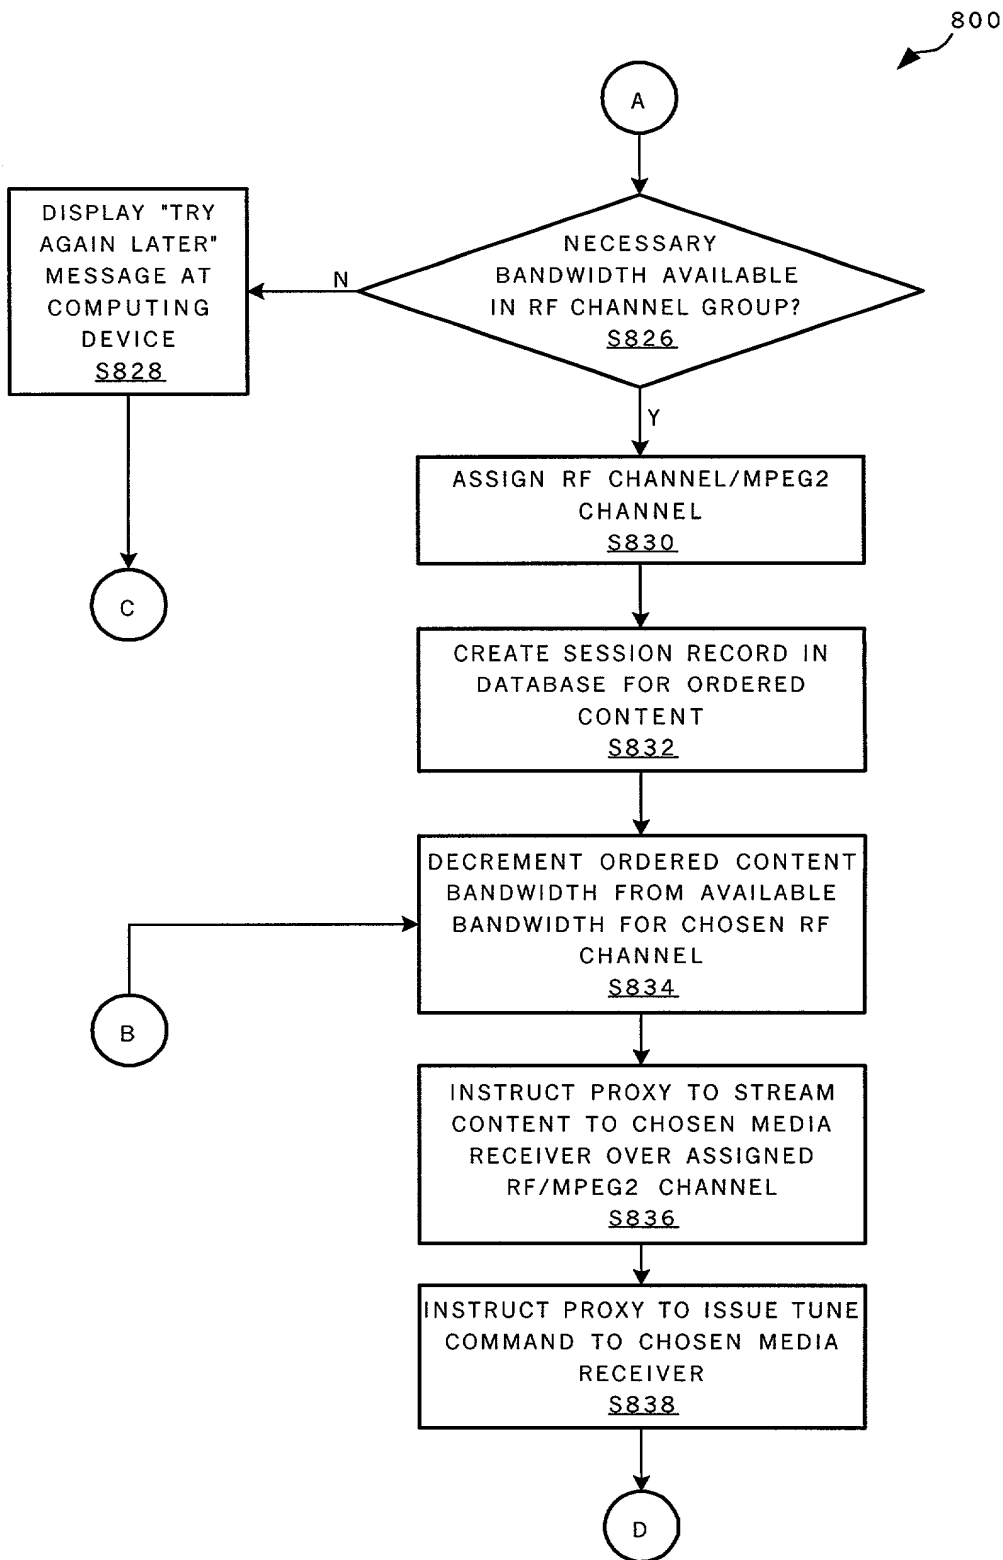 800
A
DISPLAY "TRY
AGAIN LATER"
MESSAGE AT
COMPUTING
DEVICE
S828
N
NECESSARY
BANDWIDTH AVAILABLE
IN RF CHANNEL GROUP?
S826
Y
ASSIGN RF CHANNEL/MPEG2
CHANNEL
S830
C
CREATE SESSION RECORD IN
DATABASE FOR ORDERED
CONTENT
S832
DECREMENT ORDERED CONTENT
BANDWIDTH FROM AVAILABLE
BANDWIDTH FOR CHOSEN RF
CHANNEL
S834
B
INSTRUCT PROXY TO STREAM
CONTENT TO CHOSEN MEDIA
RECEIVER OVER ASSIGNED
RF/MPEG2 CHANNEL
S836
INSTRUCT PROXY TO ISSUE TUNE
COMMAND TO CHOSEN MEDIA
RECEIVER
S838
D